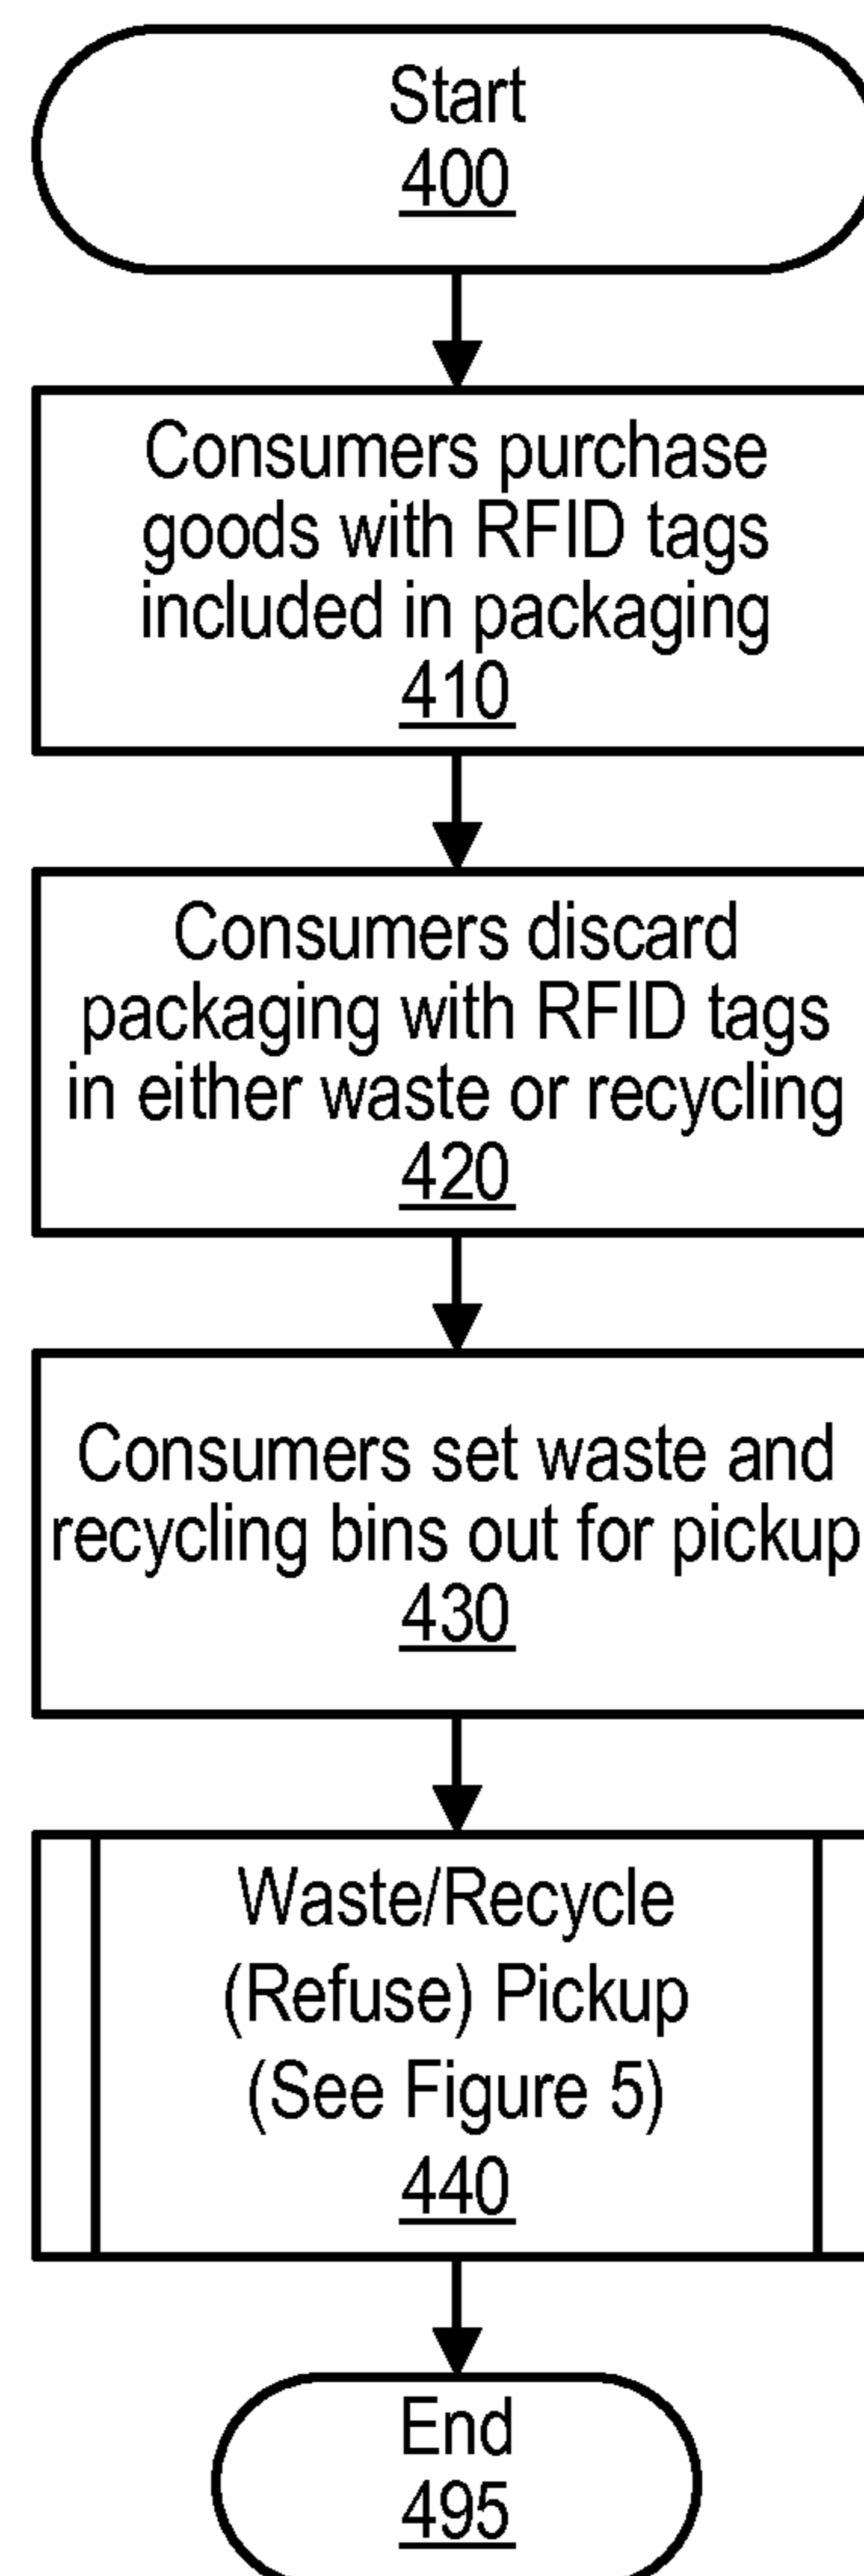 Start
400
Consumers purchase
goods with RFID tags
included in packaging
410
Consumers discard
packaging with RFID tags
in either waste or recycling
420
Consumers set waste and
recycling bins out for pickup
430
Waste/Recycle
(Refuse) Pickup
(See Figure 5)
440
End
495